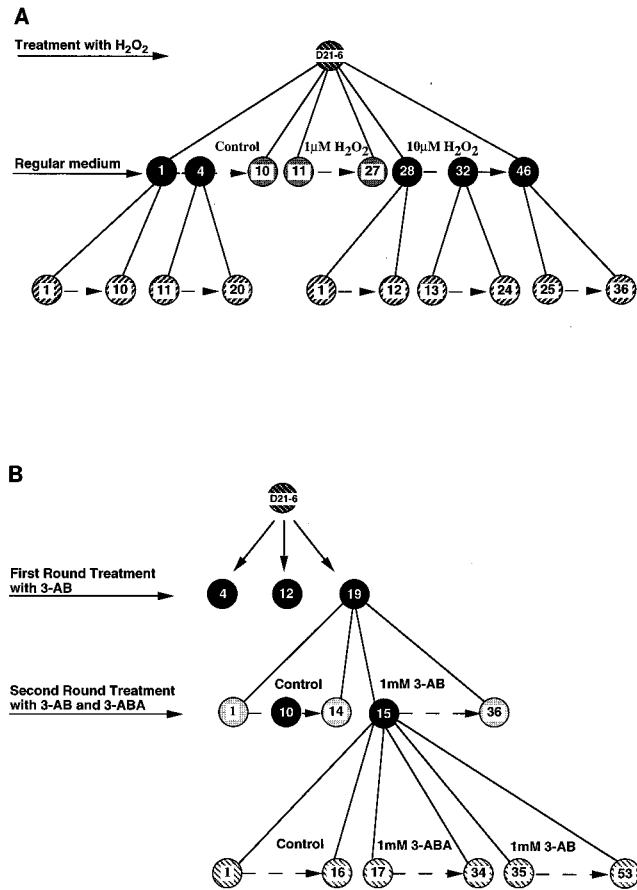 A
Treatment with H2O2
D21-6
Control 1μM H2O2 10μM H2O2
Regular medium 1 4 10 11 27 28 32 46
1 10 11 20 1 12 13 24 25 36
B
D21-6
First Round Treatment
with 3-AB
4 12 19
Second Round Treatment
with 3-AB and 3-ABA
Control 1mM 3-AB
1 10 14 15 36
Control 1mM 3-ABA 1mM 3-AB
1 16 17 34 35 53